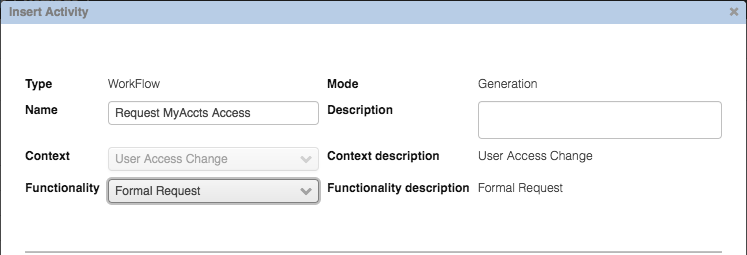 Insert Activity
Type WorkFlow Mode Generation
Name Request MyAccts Access Description
Context User Access Change Context description User Access Change
Functionality Formal Request Functionality description Formal Request